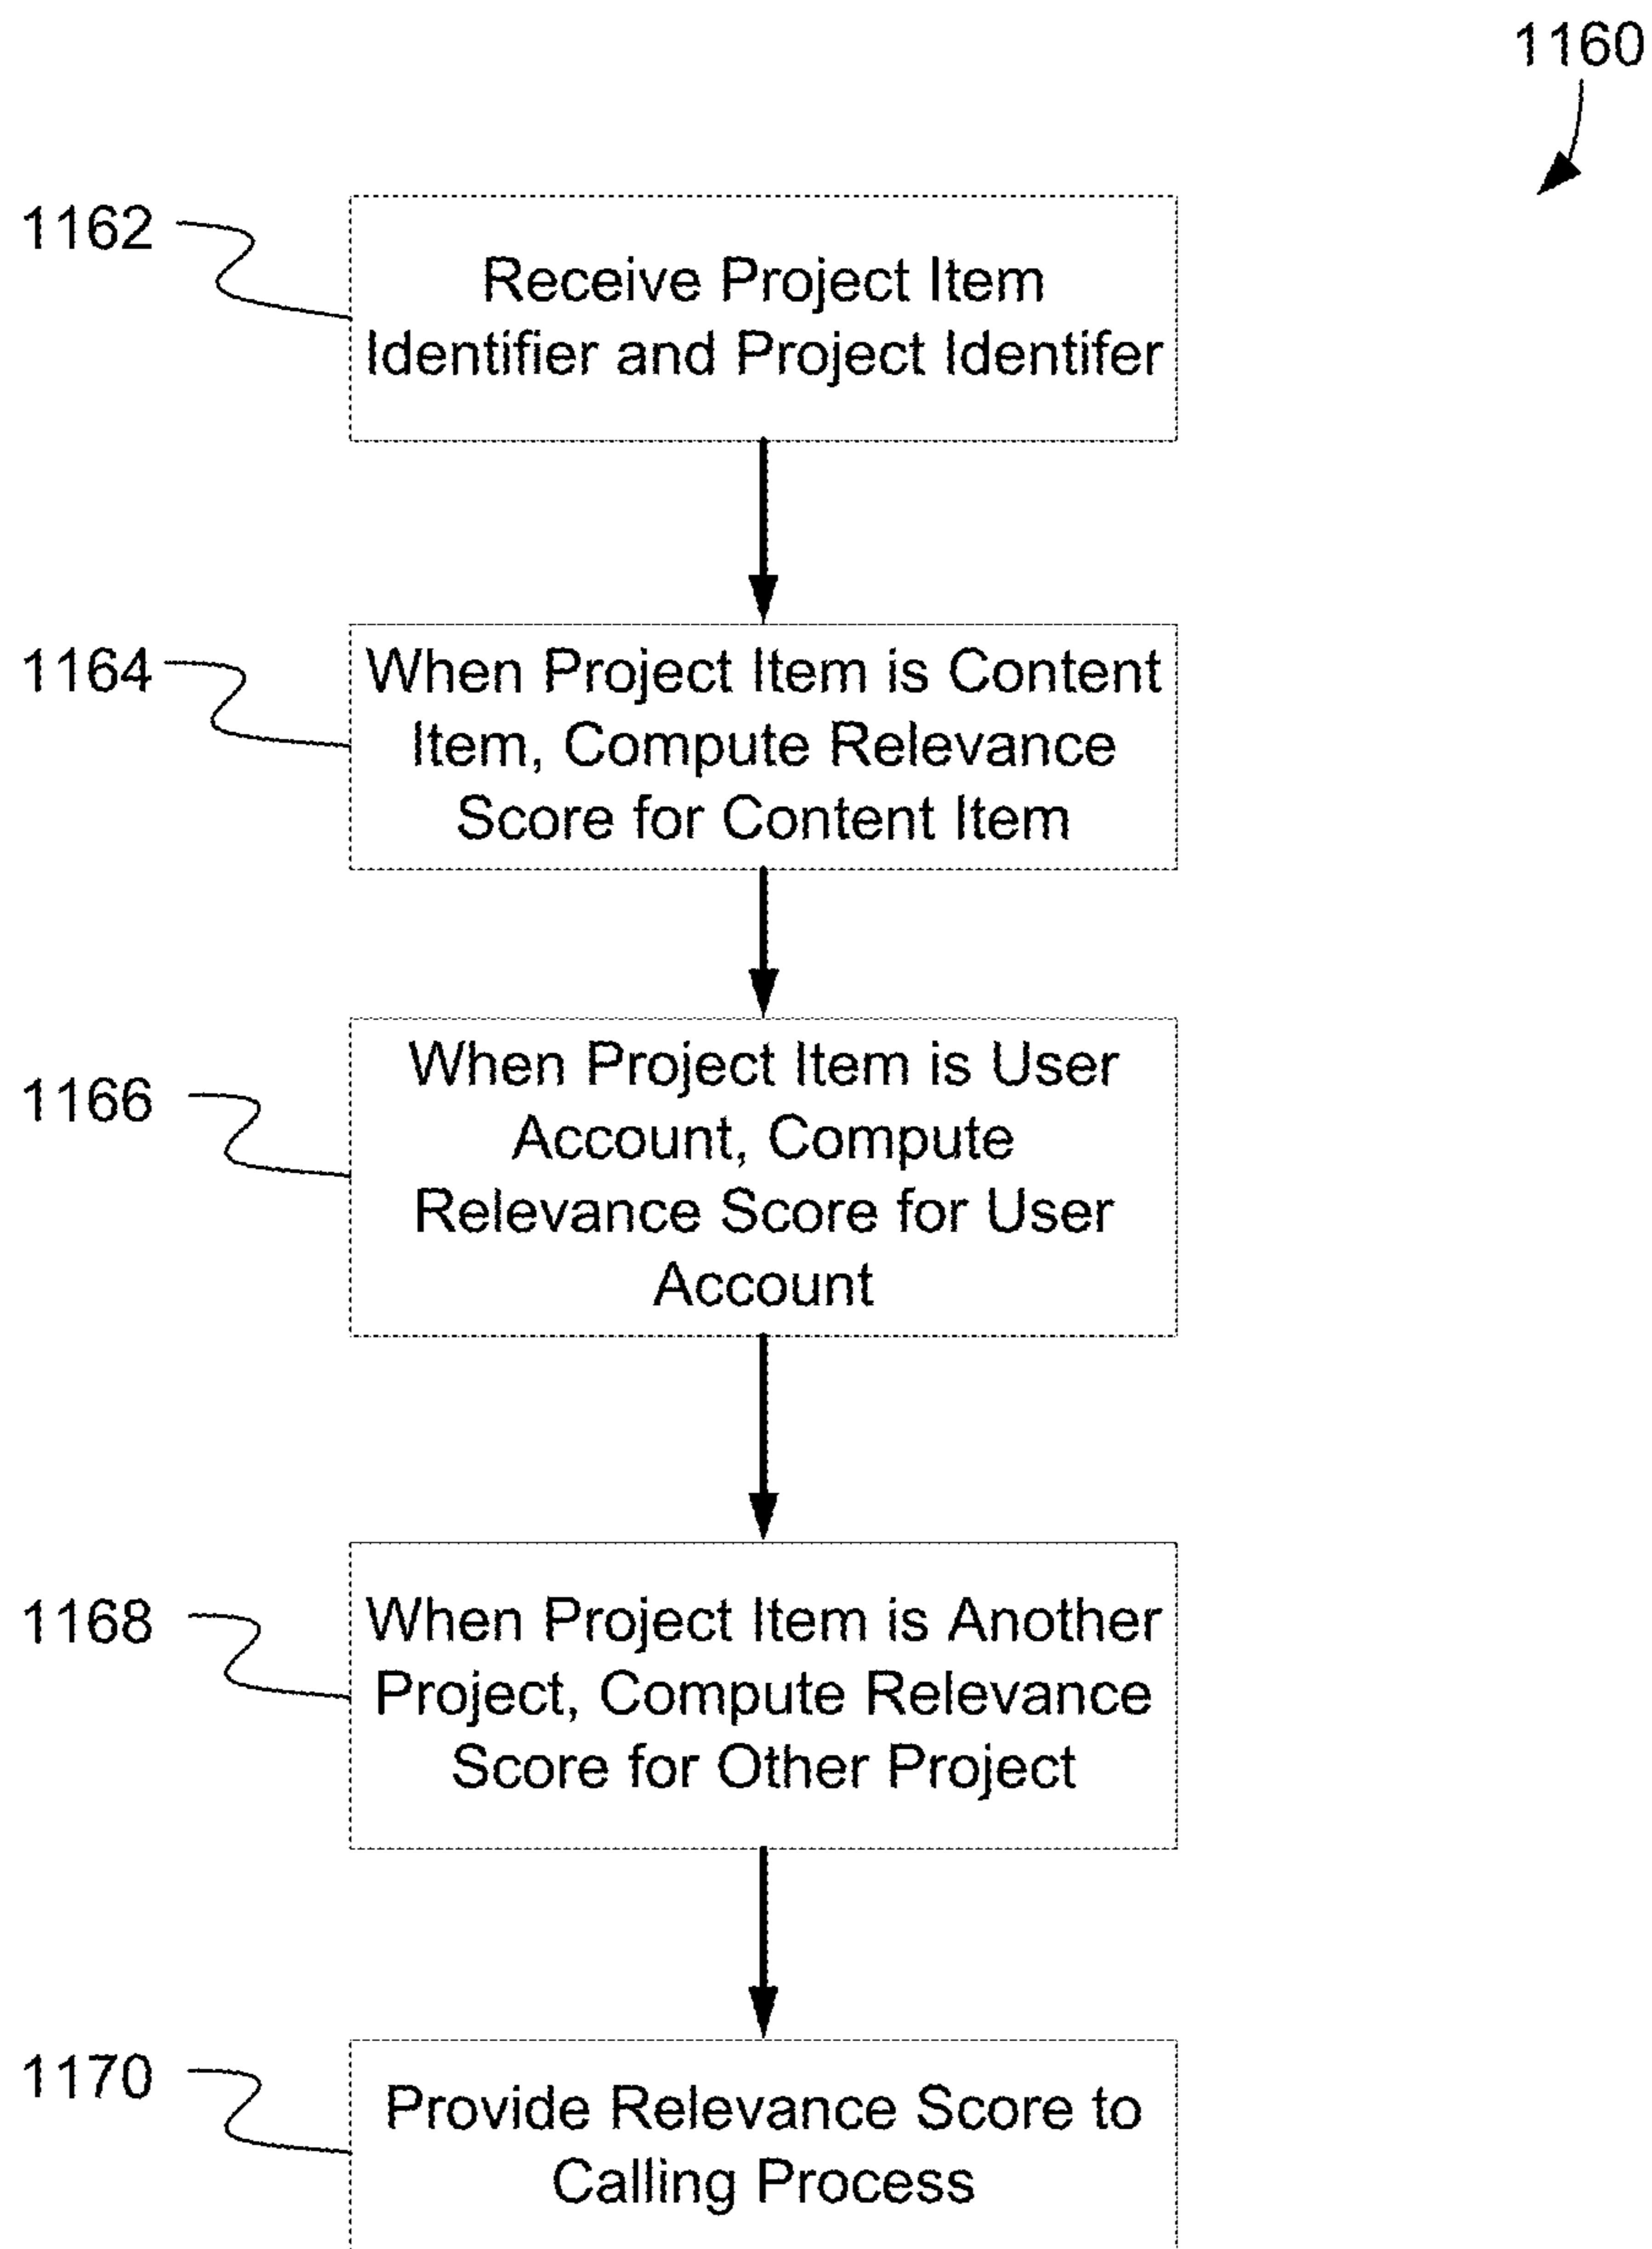 1160
1162
Receive Project Item
Identifier and Project Identifer
1164
When Project Item is Content
Item, Compute Relevance
Score for Content Item
1166
When Project Item is User
Account, Compute
Relevance Score for User
Account
1168
When Project Item is Another
Project, Compute Relevance
Score for Other Project
1170
Provide Relevance Score to
Calling Process